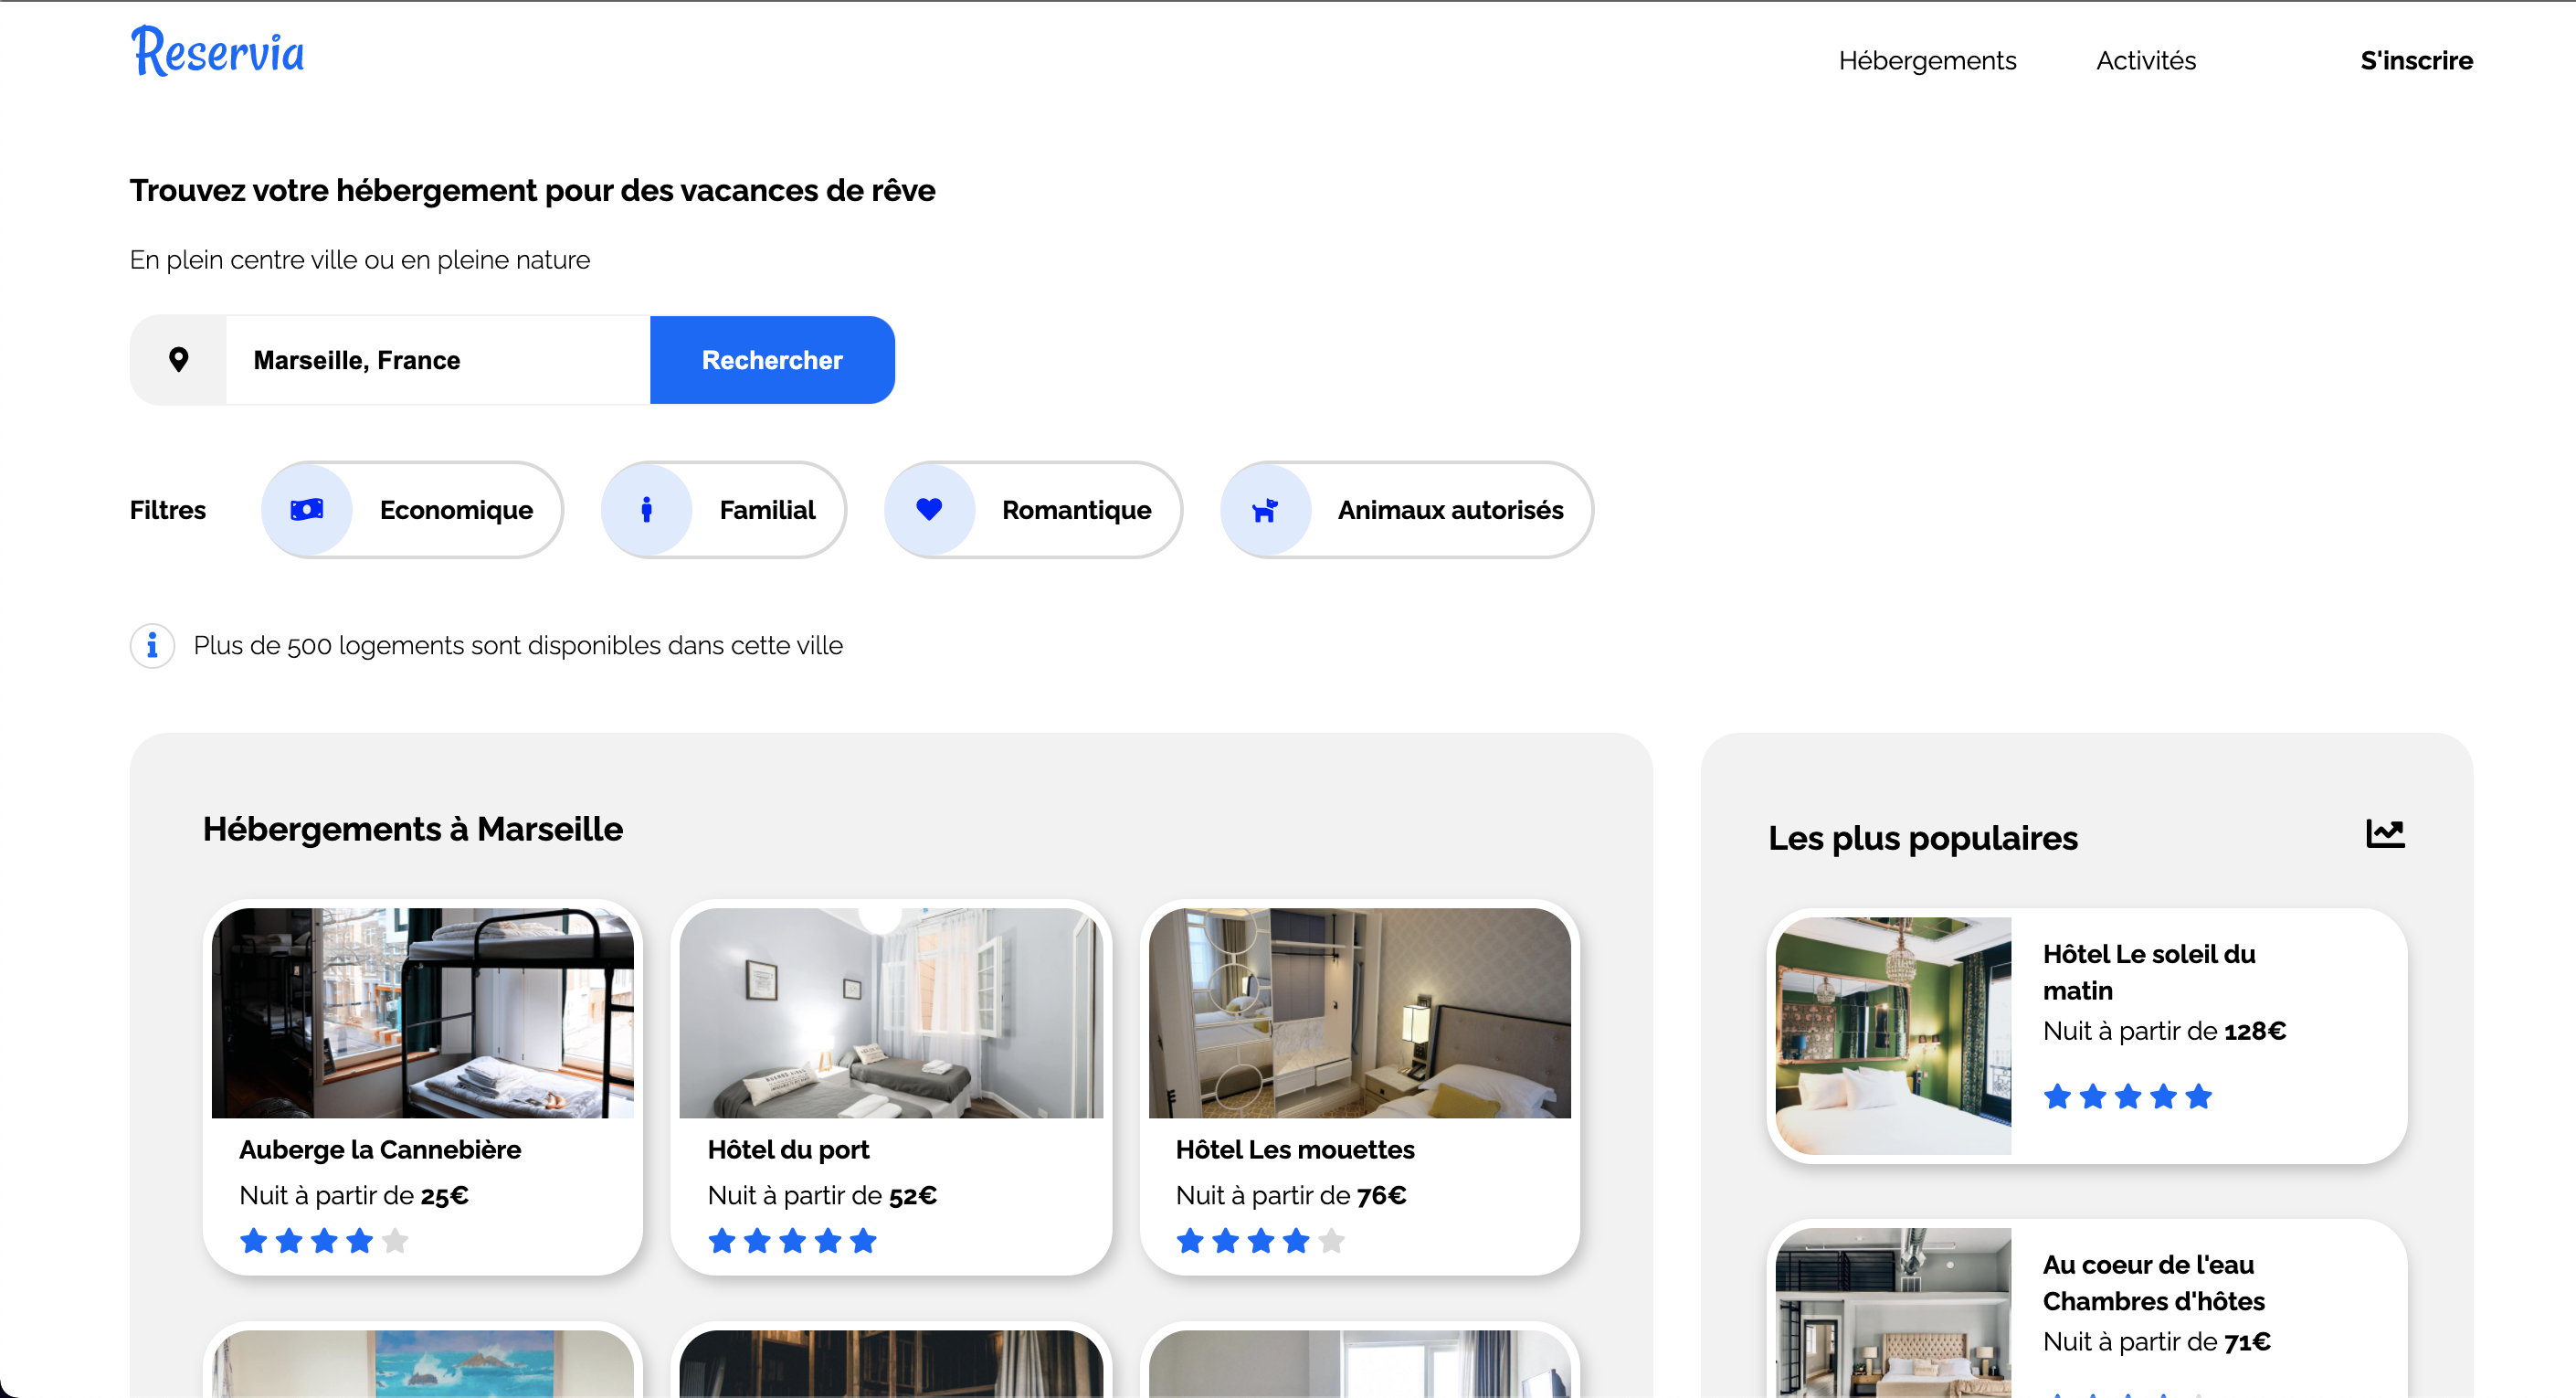 Reservia
Hébergements
Activités
S'inscrire
Trouvez votre hébergement pour des vacances de rêve
En plein centre ville ou en pleine nature
Marseille, France
Rechercher
Filtres
Economique
Familial
Romantique
Animaux autorisés
Plus de 500 logements sont disponibles dans cette ville
Hébergements à Marseille
Auberge la Cannebière
Nuit à partir de 25€
Hôtel du port
Nuit à partir de 52€
Hôtel Les mouettes
Nuit à partir de 76€
Les plus populaires
Hôtel Le soleil du
matin
Nuit à partir de 128€
Au coeur de l'eau
Chambres d'hôtes
Nuit à partir de 71€